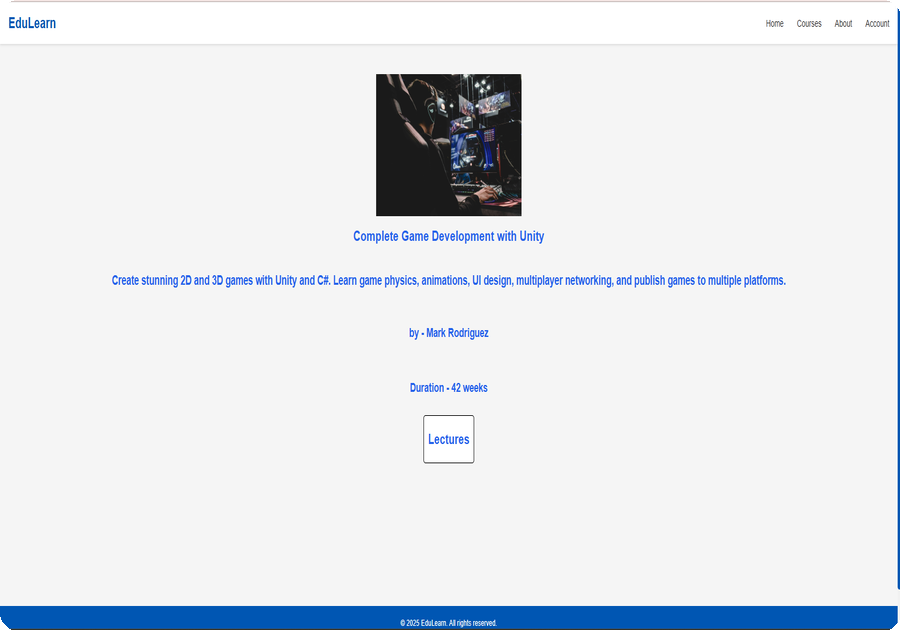 EduLearn
Home Courses About Account
Complete Game Development with Unity
Create stunning 2D and 3D games with Unity and C#. Learn game physics, animations, UI design, multiplayer networking, and publish games to multiple platforms.
by - Mark Rodriguez
Duration - 42 weeks
Lectures
© 2025 EduLearn. All rights reserved.